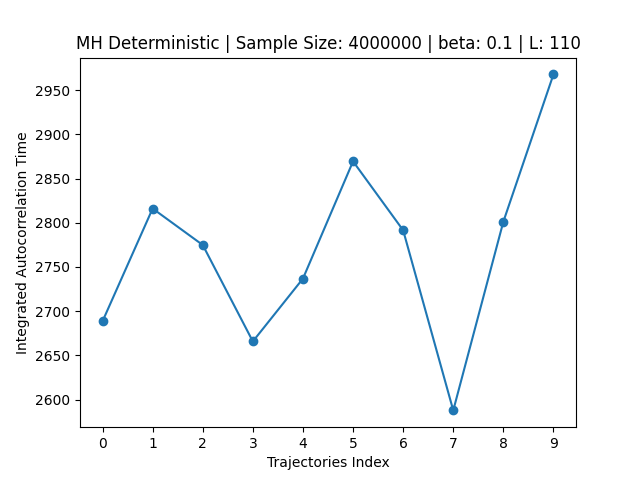 MH Deterministic | Sample Size: 4000000 | beta: 0.1 | L: 110
Integrated Autocorrelation Time
2950
2900
2850
2800
2750
2700
2650
2600
0 1 2 3 4 5 6 7 8 9
Trajectories Index